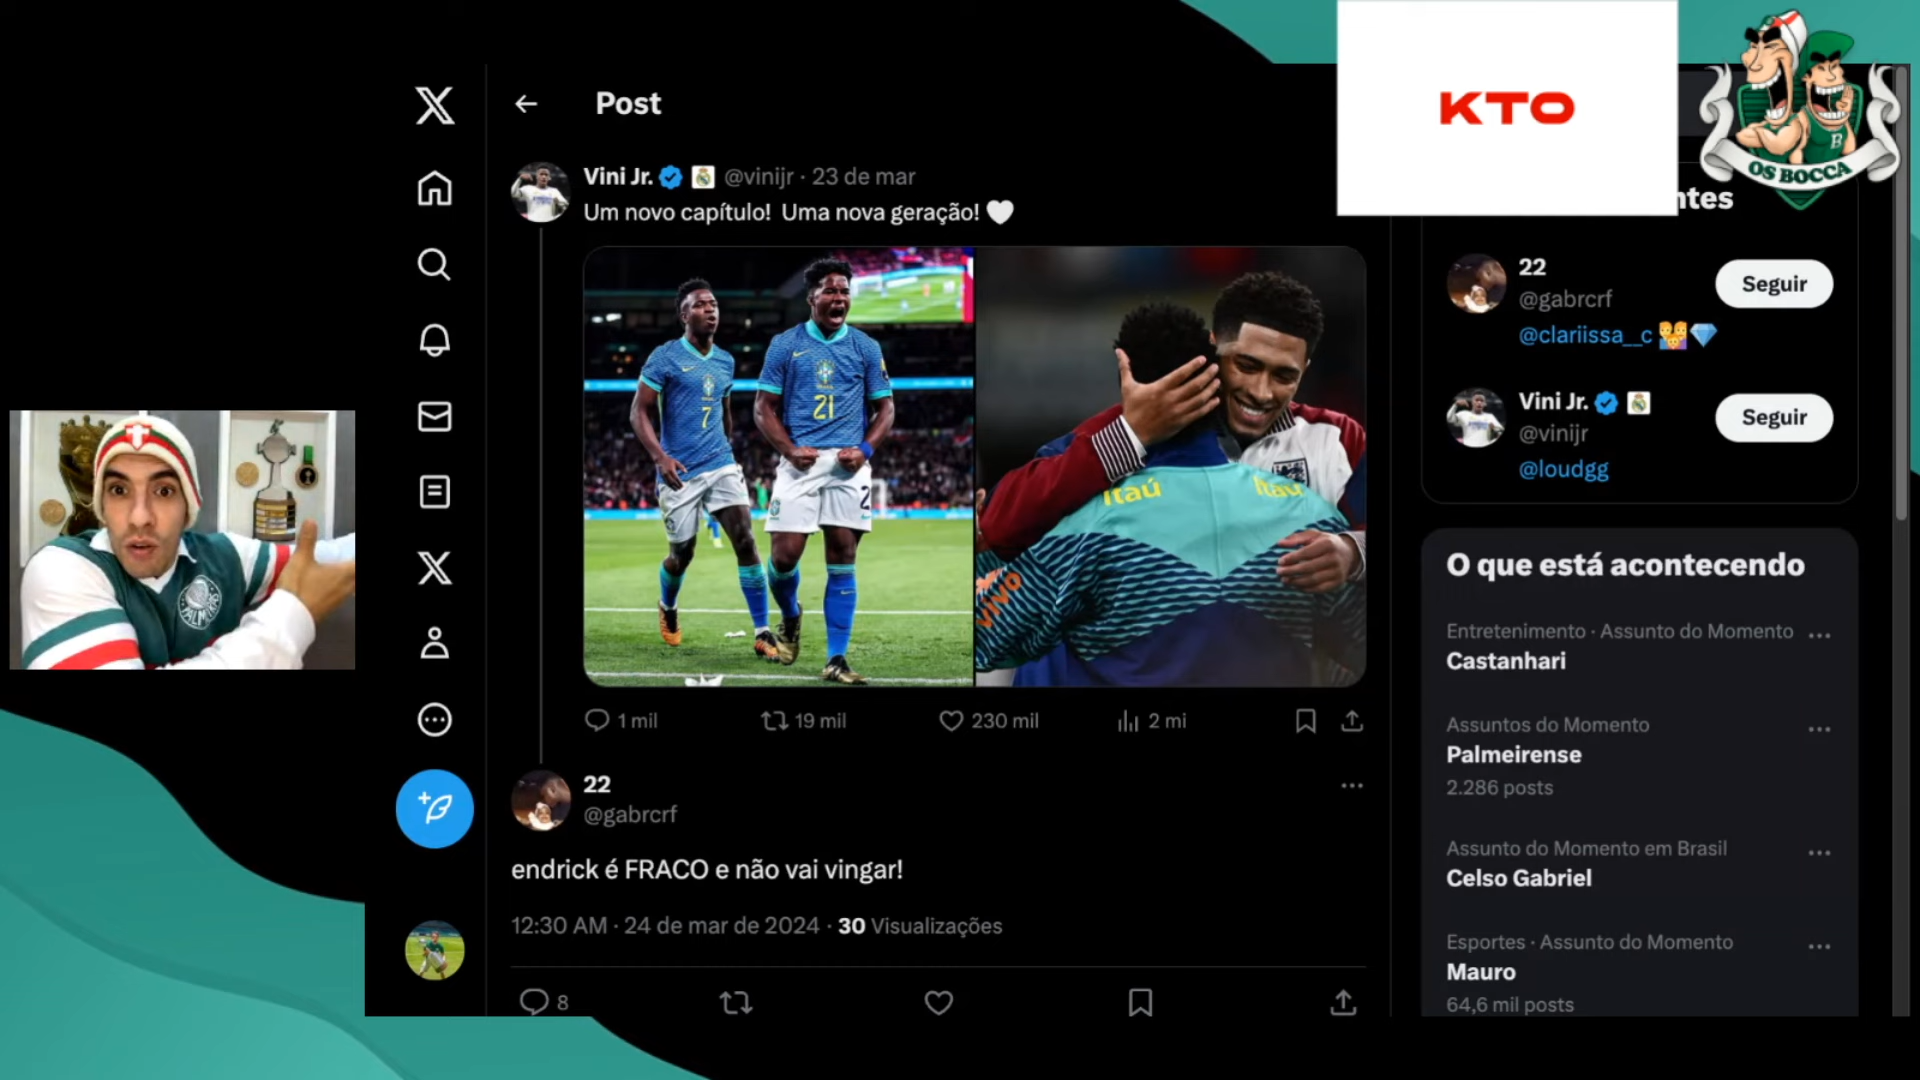 Post
Vini Jr. @vinijr · 23 de mar
Um novo capítulo! Uma nova geração! 🤍
7
21
2
Itaú Itaú
VIVO
1 mil 19 mil 230 mil 2 mi
22
@gabrcrf
endrick é FRACO e não vai vingar!
12:30 AM · 24 de mar de 2024 · 30 Visualizações
8
KTO
OS BOCCA
B
ntes
22
@gabrcrf
@clariissa__c 💎
Seguir
Vini Jr.
@vinijr
@loudgg
Seguir
O que está acontecendo
Entretenimento · Assunto do Momento
Castanhari
Assuntos do Momento
Palmeirense
2.286 posts
Assunto do Momento em Brasil
Celso Gabriel
Esportes · Assunto do Momento
Mauro
64,6 mil posts
PALMEIRAS